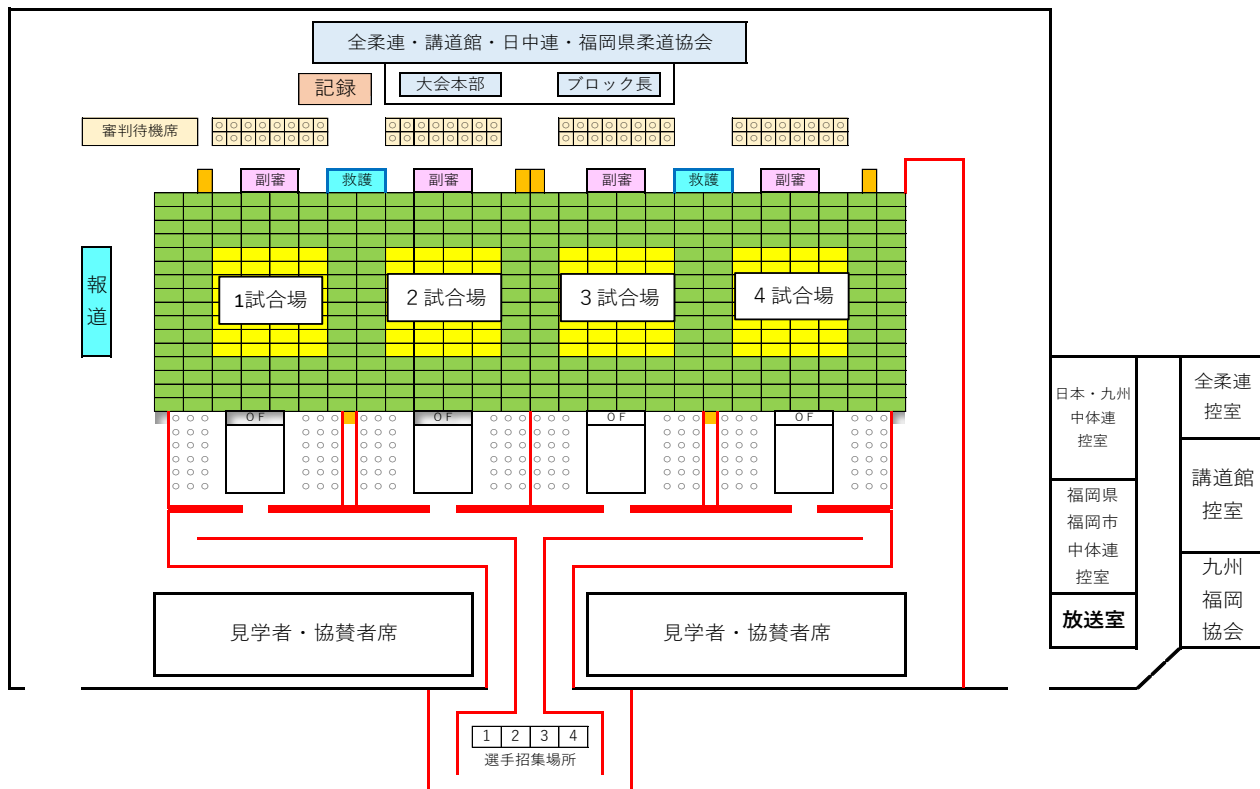 全柔連・講道館・日中連・福岡県柔道協会
記録
大会本部
ブロック長
審判待機席
副審
救護
副審
副審
救護
副審
報
道
1試合場
２試合場
３試合場
４試合場
OF
OF
OF
OF
日本・九州
中体連
控室
福岡県
福岡市
中体連
控室
放送室
全柔連
控室
講道館
控室
九州
福岡
協会
見学者・協賛者席
見学者・協賛者席
1 2 3 4
選手招集場所